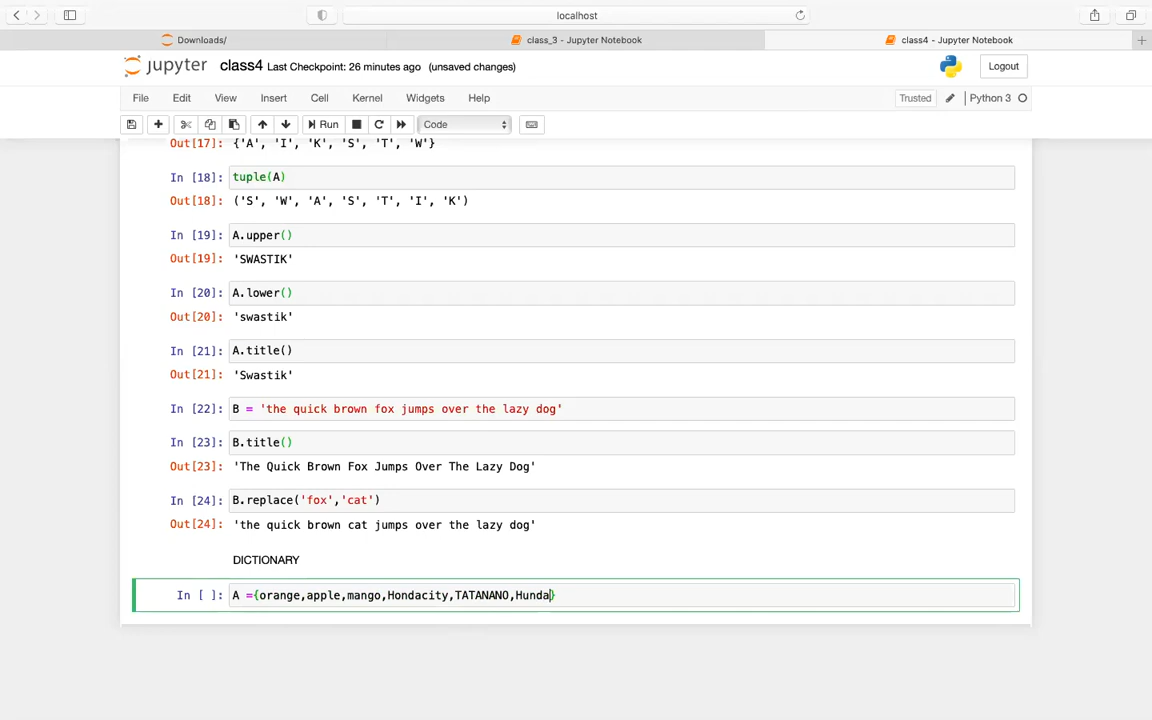 localhost
Downloads/
class_3 - Jupyter Notebook
class4 - Jupyter Notebook
jupyter class4 Last Checkpoint: 26 minutes ago (unsaved changes)
Logout
File Edit View Insert Cell Kernel Widgets Help
Trusted Python 3
Run Code
Out[17]: {'A', 'I', 'K', 'S', 'T', 'W'}
In [18]: tuple(A)
Out[18]: ('S', 'W', 'A', 'S', 'T', 'I', 'K')
In [19]: A.upper()
Out[19]: 'SWASTIK'
In [20]: A.lower()
Out[20]: 'swastik'
In [21]: A.title()
Out[21]: 'Swastik'
In [22]: B = 'the quick brown fox jumps over the lazy dog'
In [23]: B.title()
Out[23]: 'The Quick Brown Fox Jumps Over The Lazy Dog'
In [24]: B.replace('fox','cat')
Out[24]: 'the quick brown cat jumps over the lazy dog'
DICTIONARY
In [ ]: A ={orange,apple,mango,Hondacity,TATANANO,Hunda}